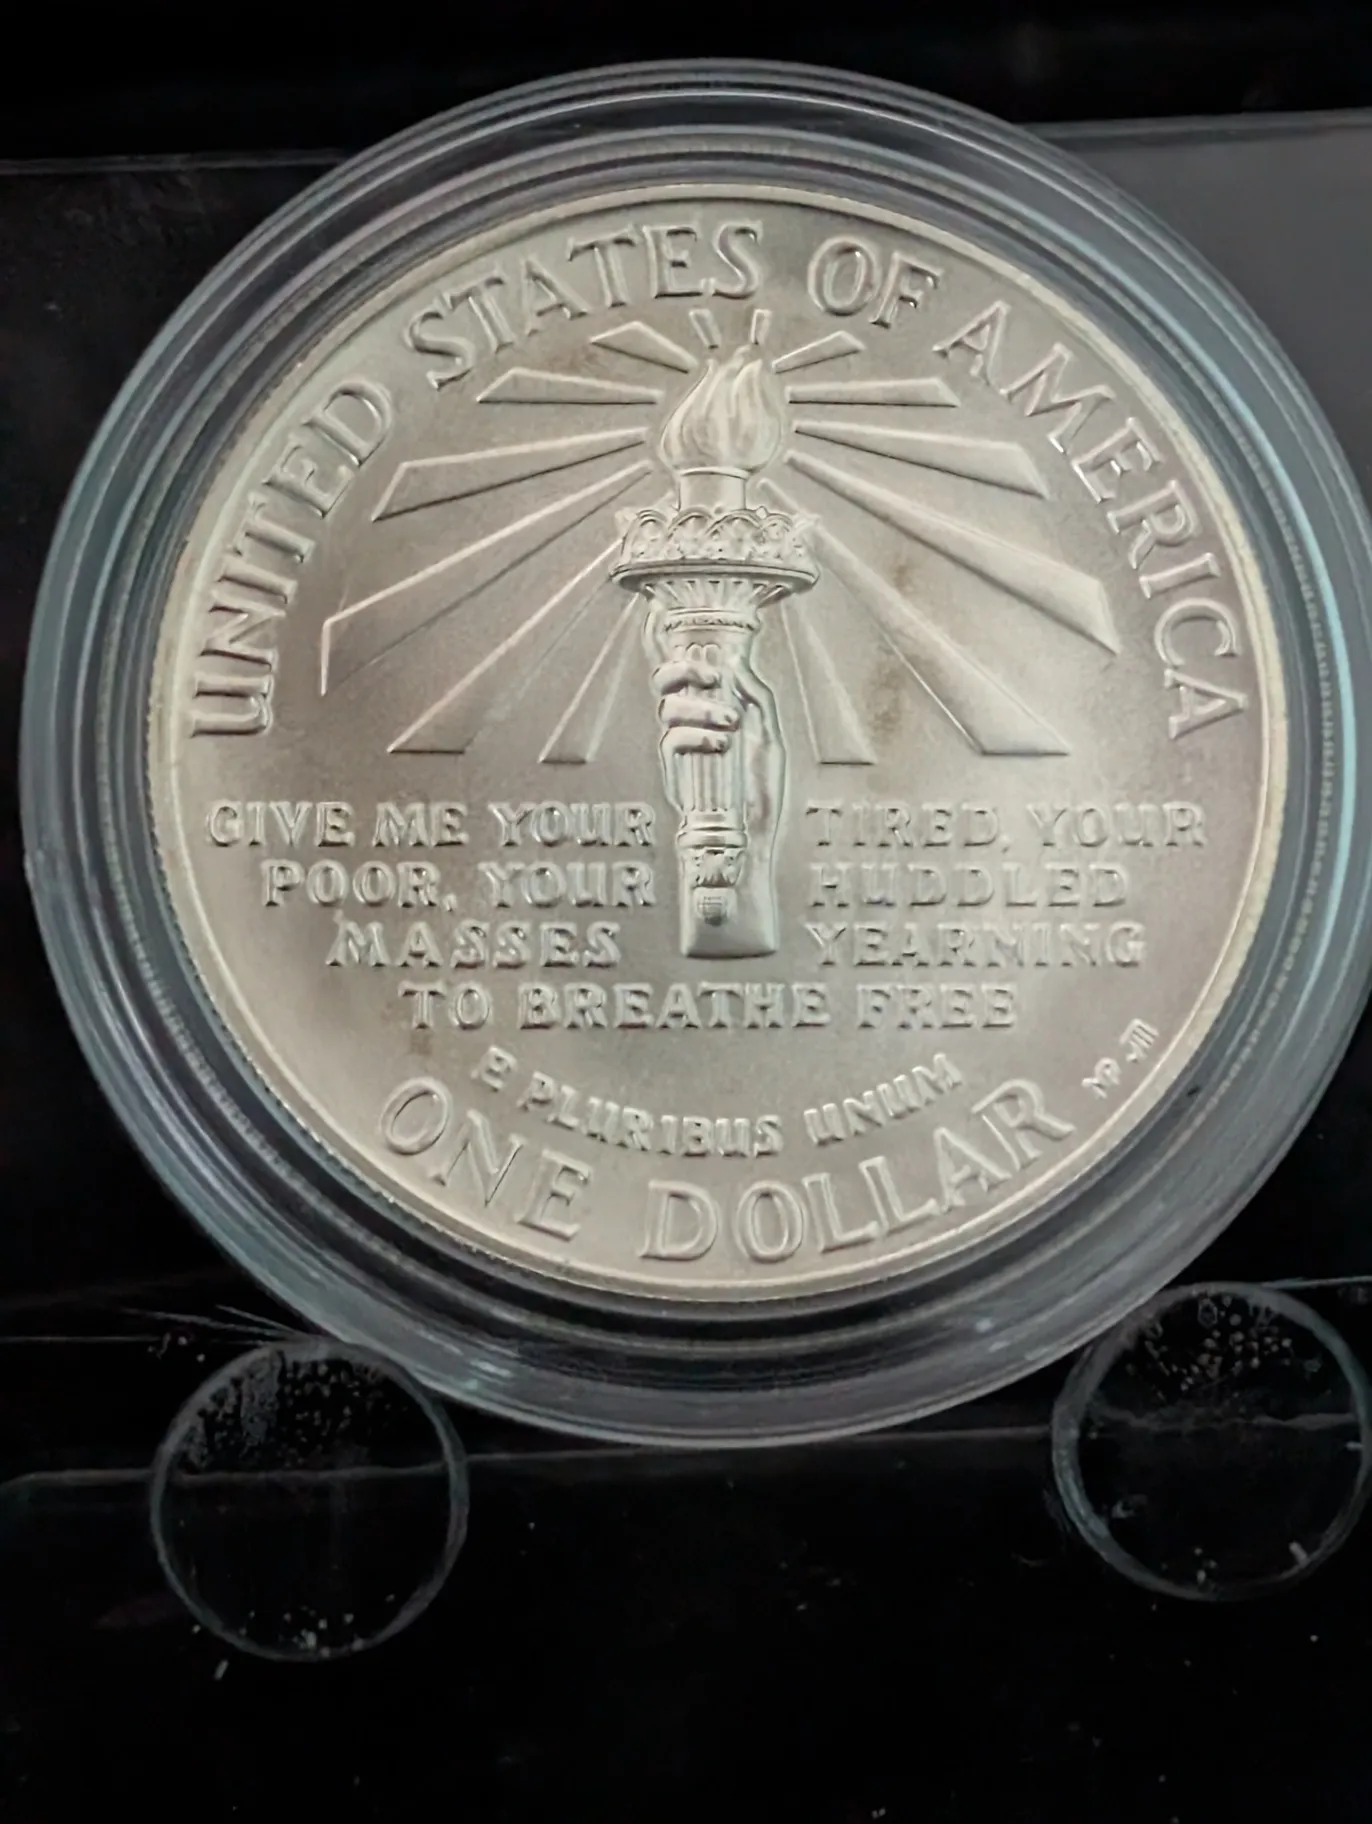 UNITED STATES OF AMERICA
GIVE ME YOUR TIRED, YOUR
POOR, YOUR HUDDLED
MASSES YEARNING
TO BREATHE FREE
E PLURIBUS UNUM
ONE DOLLAR